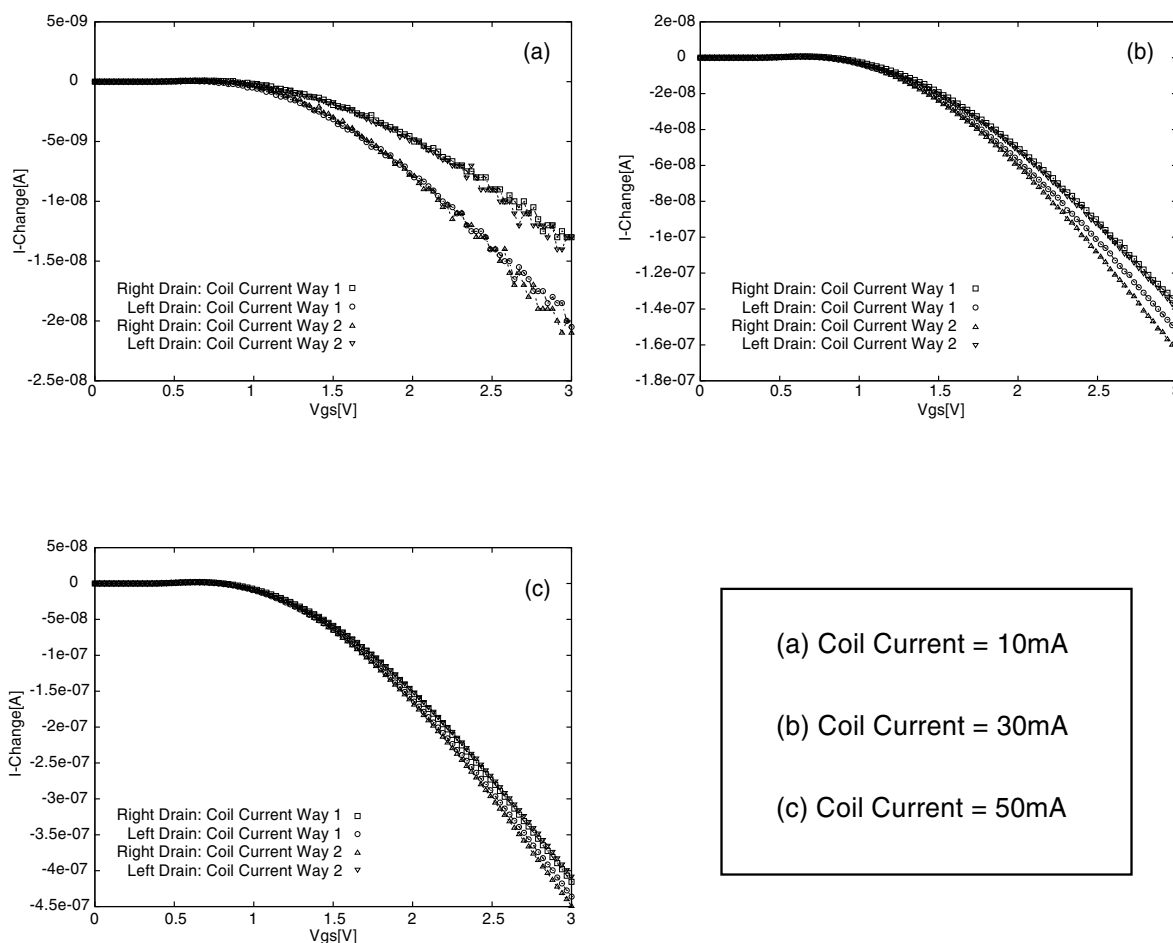 5e-09
0
-5e-09
-1e-08
-1.5e-08
-2e-08
-2.5e-08
I-Change[A]
(a)
Right Drain: Coil Current Way 1
Left Drain: Coil Current Way 1
Right Drain: Coil Current Way 2
Left Drain: Coil Current Way 2
0 0.5 1 1.5 2 2.5 3
Vgs[V]
2e-08
0
-2e-08
-4e-08
-6e-08
-8e-08
-1e-07
-1.2e-07
-1.4e-07
-1.6e-07
-1.8e-07
I-Change[A]
(b)
Right Drain: Coil Current Way 1
Left Drain: Coil Current Way 1
Right Drain: Coil Current Way 2
Left Drain: Coil Current Way 2
0 0.5 1 1.5 2 2.5
Vgs[V]
5e-08
0
-5e-08
-1e-07
-1.5e-07
-2e-07
-2.5e-07
-3e-07
-3.5e-07
-4e-07
-4.5e-07
I-Change[A]
(c)
Right Drain: Coil Current Way 1
Left Drain: Coil Current Way 1
Right Drain: Coil Current Way 2
Left Drain: Coil Current Way 2
0 0.5 1 1.5 2 2.5 3
Vgs[V]
(a) Coil Current = 10mA
(b) Coil Current = 30mA
(c) Coil Current = 50mA